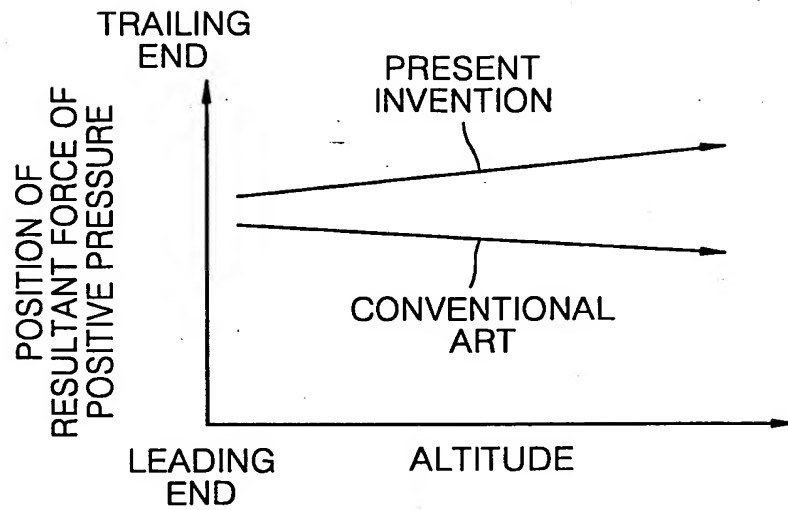 TRAILING
END
PRESENT
INVENTION
POSITION OF
RESULTANT FORCE OF
POSITIVE PRESSURE
CONVENTIONAL
ART
LEADING
END
ALTITUDE